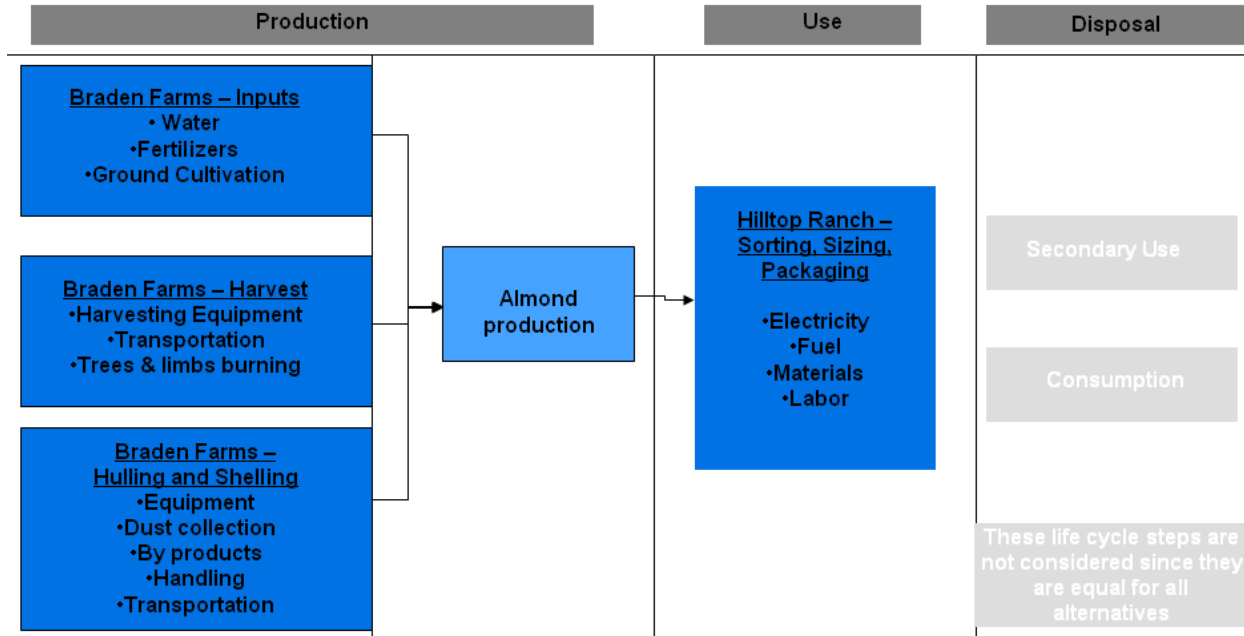 Production
Use
Disposal
Braden Farms – Inputs
• Water
•Fertilizers
•Ground Cultivation
Braden Farms – Harvest
•Harvesting Equipment
•Transportation
•Trees & limbs burning
Braden Farms –
Hulling and Shelling
•Equipment
•Dust collection
•By products
•Handling
•Transportation
Almond
production
Hilltop Ranch –
Sorting, Sizing,
Packaging
•Electricity
•Fuel
•Materials
•Labor
Secondary Use
Consumption
These life cycle steps are
not considered since they
are equal for all
alternatives